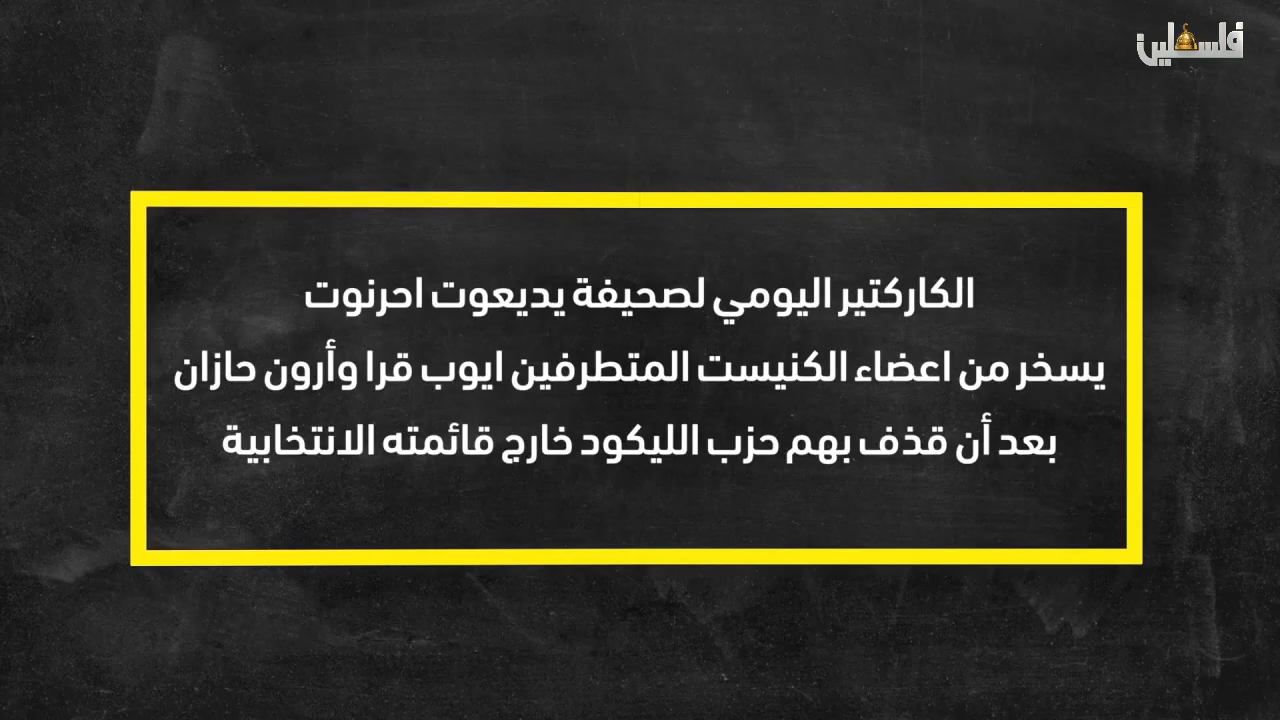 فلسطين
الكاركتير اليومي لصحيفة يديعوت احرنوت
يسخر من اعضاء الكنيست المتطرفين ايوب قرا وأرون حازان
بعد أن قذف بهم حزب الليكود خارج قائمته الانتخابية